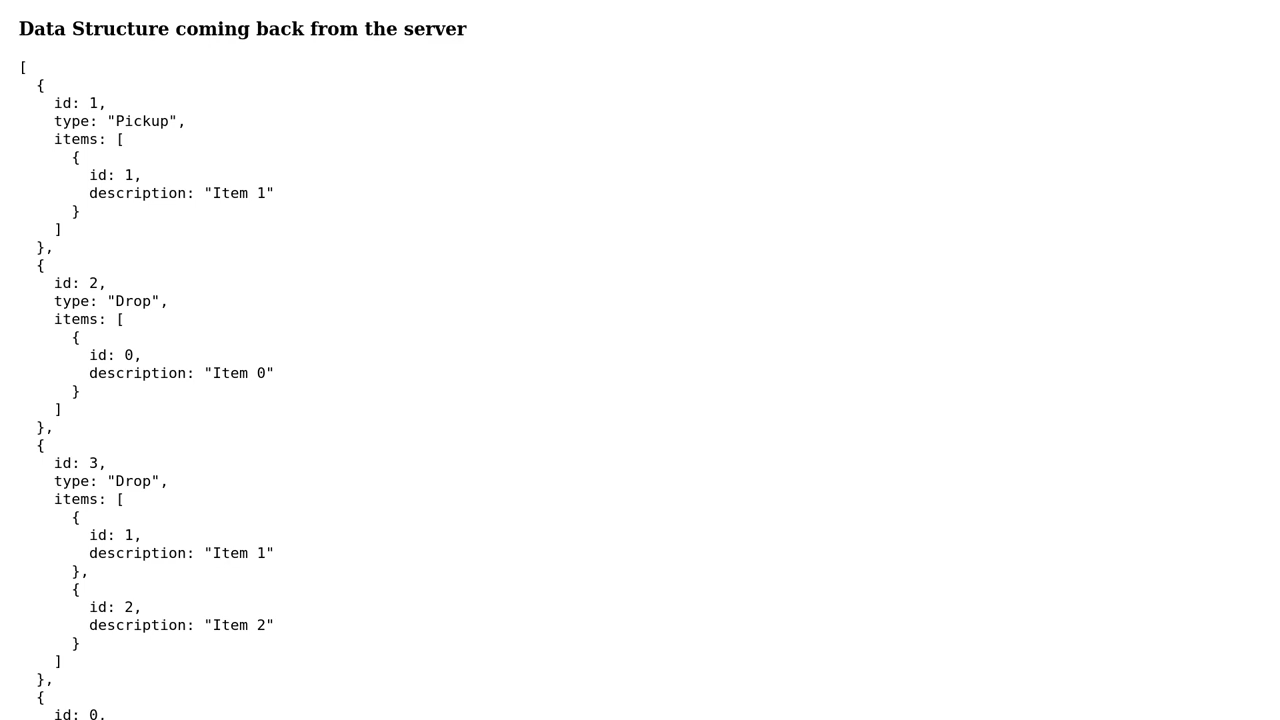 Data Structure coming back from the server
[
  {
    id: 1,
    type: "Pickup",
    items: [
      {
        id: 1,
        description: "Item 1"
      }
    ]
  },
  {
    id: 2,
    type: "Drop",
    items: [
      {
        id: 0,
        description: "Item 0"
      }
    ]
  },
  {
    id: 3,
    type: "Drop",
    items: [
      {
        id: 1,
        description: "Item 1"
      },
      {
        id: 2,
        description: "Item 2"
      }
    ]
  },
  {
    id: 0,